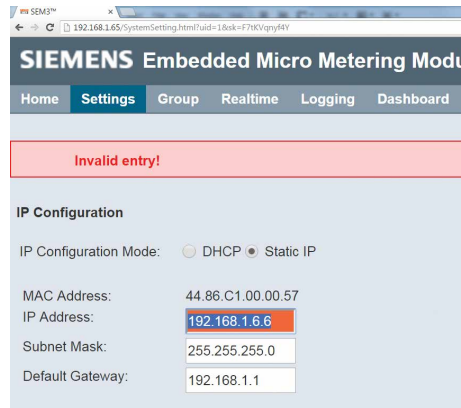 SEM3™
192.168.1.65/SystemSetting.html?uid=1&sk=F7tKVqnyf4Y
SIEMENS Embedded Micro Metering Modu
Home Settings Group Realtime Logging Dashboard
Invalid entry!
IP Configuration
IP Configuration Mode: DHCP Static IP
MAC Address: 44.86.C1.00.00.57
IP Address: 192.168.1.6.6
Subnet Mask: 255.255.255.0
Default Gateway: 192.168.1.1